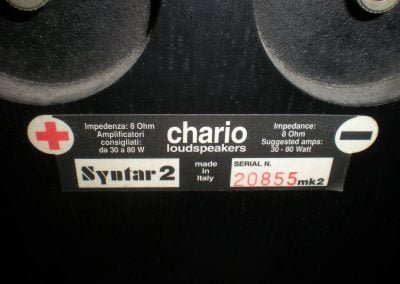 Impedenza: 8 Ohm
Amplificatori
consigliati:
da 30 a 80 W
chario
loudspeakers
Impedance:
8 Ohm
Suggested amps:
30 - 80 Watt
Syntar 2
made
in
Italy
SERIAL N.
20855 mk2